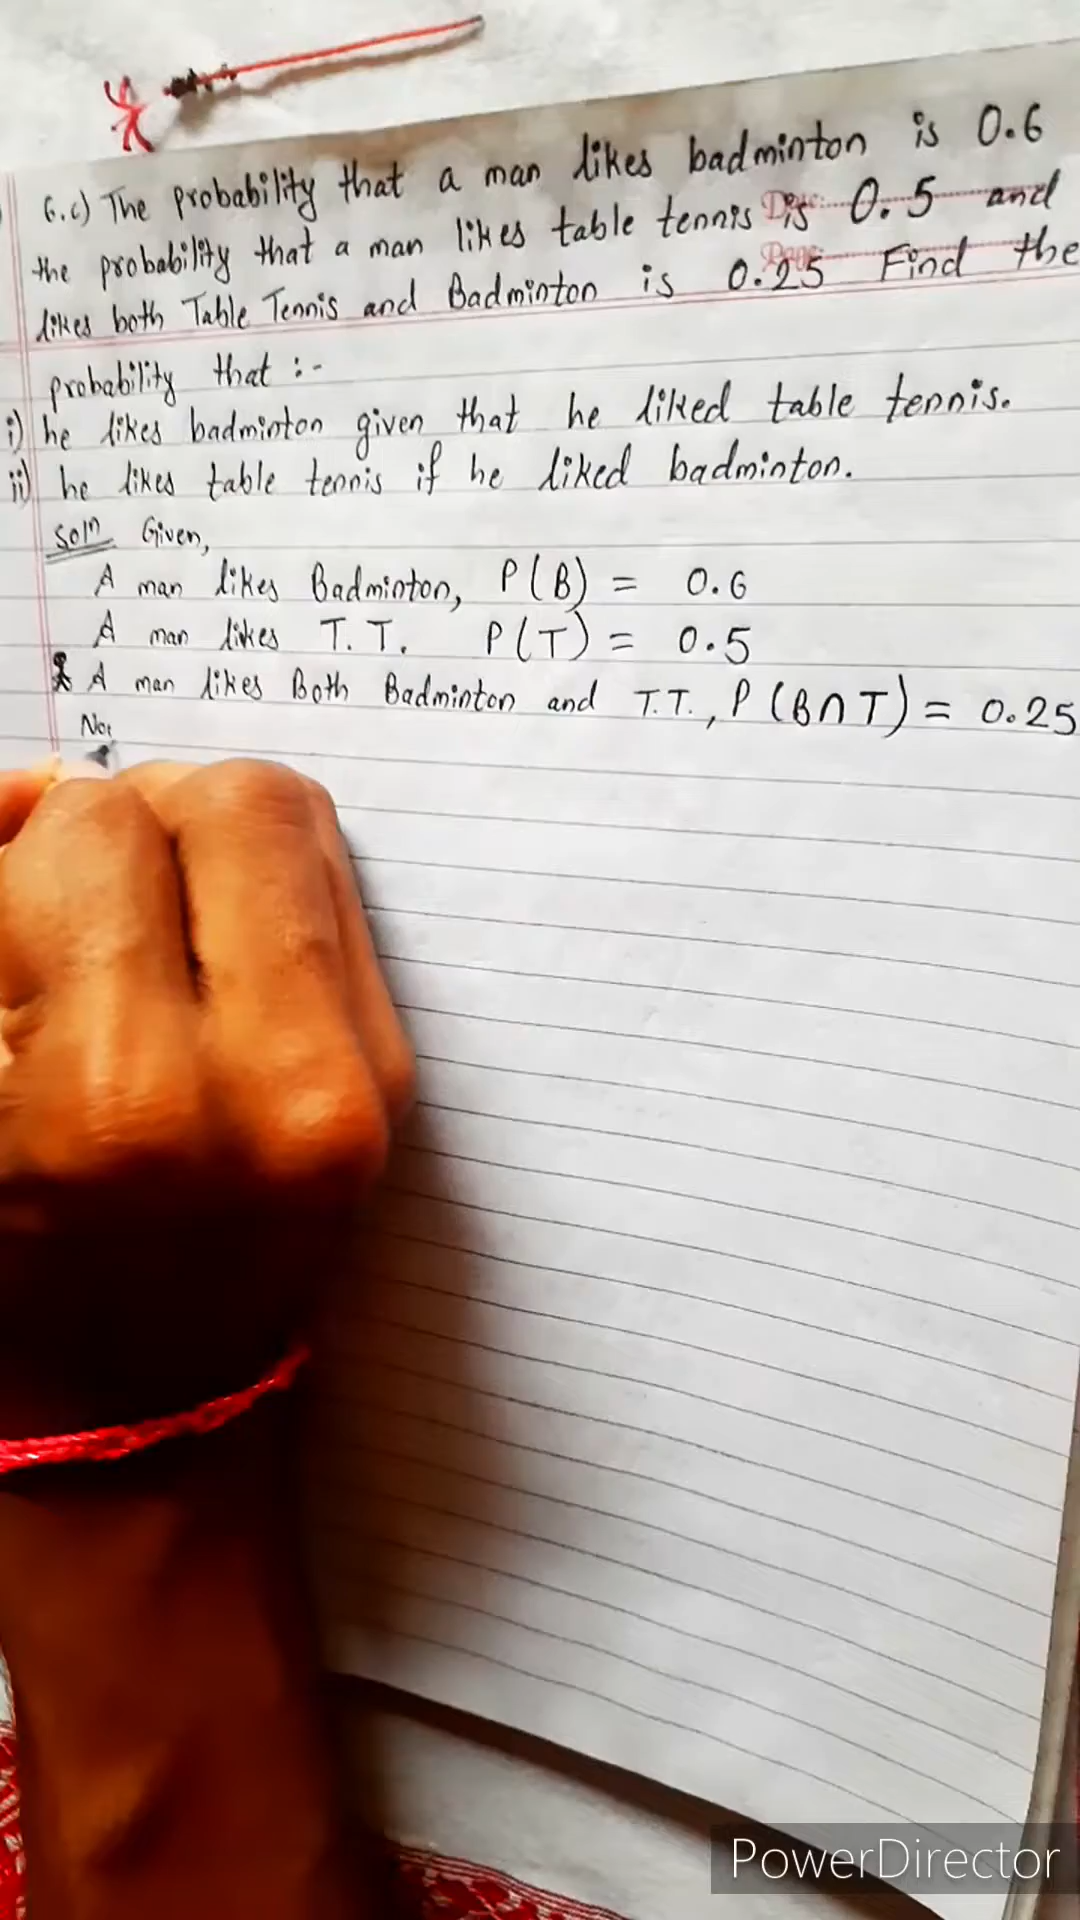 6.c) The probability that a man likes badminton is 0.6
the probability that a man likes table tennis is 0.5 and
likes both Table Tennis and Badminton is 0.25 Find the
probability that :-
i) he likes badminton given that he liked table tennis.
ii) he likes table tennis if he liked badminton.
Soln Given,
A man likes Badminton, P(B) = 0.6
A man likes T.T. P(T) = 0.5
A man likes Both Badminton and T.T., P(B∩T) = 0.25
PowerDirector